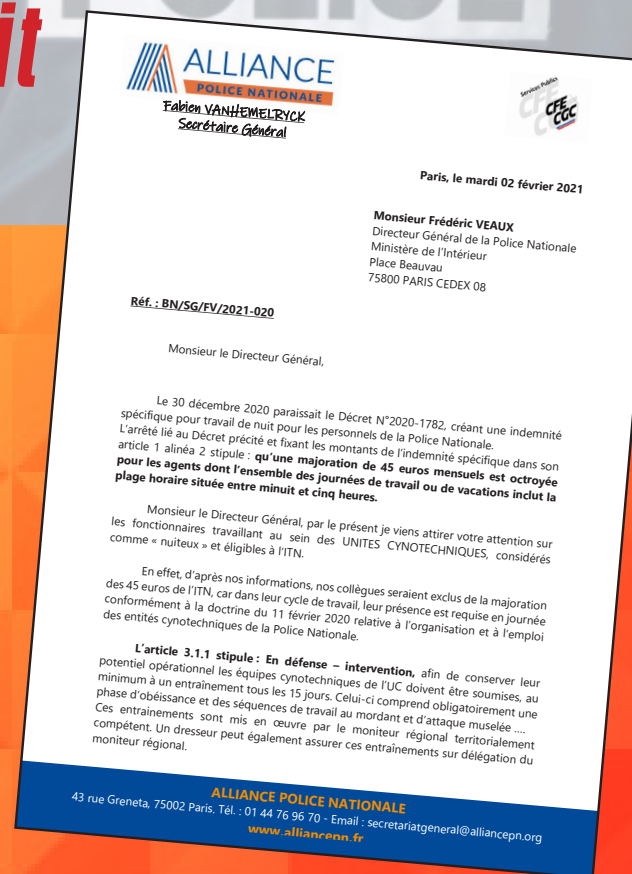 it
POLICE
ALLIANCE
POLICE NATIONALE
Fabien VANHEMELRYCK
Secrétaire Général
Services Publics
CFE
CGC
Paris, le mardi 02 février 2021
Monsieur Frédéric VEAUX
Directeur Général de la Police Nationale
Ministère de l'Intérieur
Place Beauvau
75800 PARIS CEDEX 08
Réf. : BN/SG/FV/2021-020
Monsieur le Directeur Général,
Le 30 décembre 2020 paraissait le Décret N°2020-1782, créant une indemnité
spécifique pour travail de nuit pour les personnels de la Police Nationale.
L'arrêté lié au Décret précité et fixant les montants de l'indemnité spécifique dans son
article 1 alinéa 2 stipule : qu'une majoration de 45 euros mensuels est octroyée
pour les agents dont l'ensemble des journées de travail ou de vacations inclut la
plage horaire située entre minuit et cinq heures.
Monsieur le Directeur Général, par le présent je viens attirer votre attention sur
les fonctionnaires travaillant au sein des UNITES CYNOTECHNIQUES, considérés
comme « nuiteux » et éligibles à l'ITN.
En effet, d'après nos informations, nos collègues seraient exclus de la majoration
des 45 euros de l'ITN, car dans leur cycle de travail, leur présence est requise en journée
conformément à la doctrine du 11 février 2020 relative à l'organisation et à l'emploi
des entités cynotechniques de la Police Nationale.
L'article 3.1.1 stipule : En défense – intervention, afin de conserver leur
potentiel opérationnel les équipes cynotechniques de l'UC doivent être soumises, au
minimum à un entraînement tous les 15 jours. Celui-ci comprend obligatoirement une
phase d'obéissance et des séquences de travail au mordant et d'attaque muselée ....
Ces entrainements sont mis en œuvre par le moniteur régional territorialement
compétent. Un dresseur peut également assurer ces entraînements sur délégation du
moniteur régional.
ALLIANCE POLICE NATIONALE
43 rue Greneta, 75002 Paris. Tél. : 01 44 76 96 70 - Email : secretariatgeneral@alliancepn.org
www.alliancepn.fr